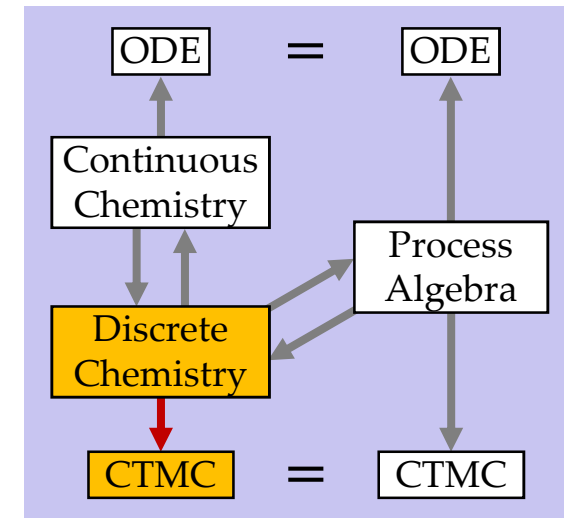 ODE = ODE
Continuous
Chemistry
Process
Algebra
Discrete
Chemistry
CTMC = CTMC